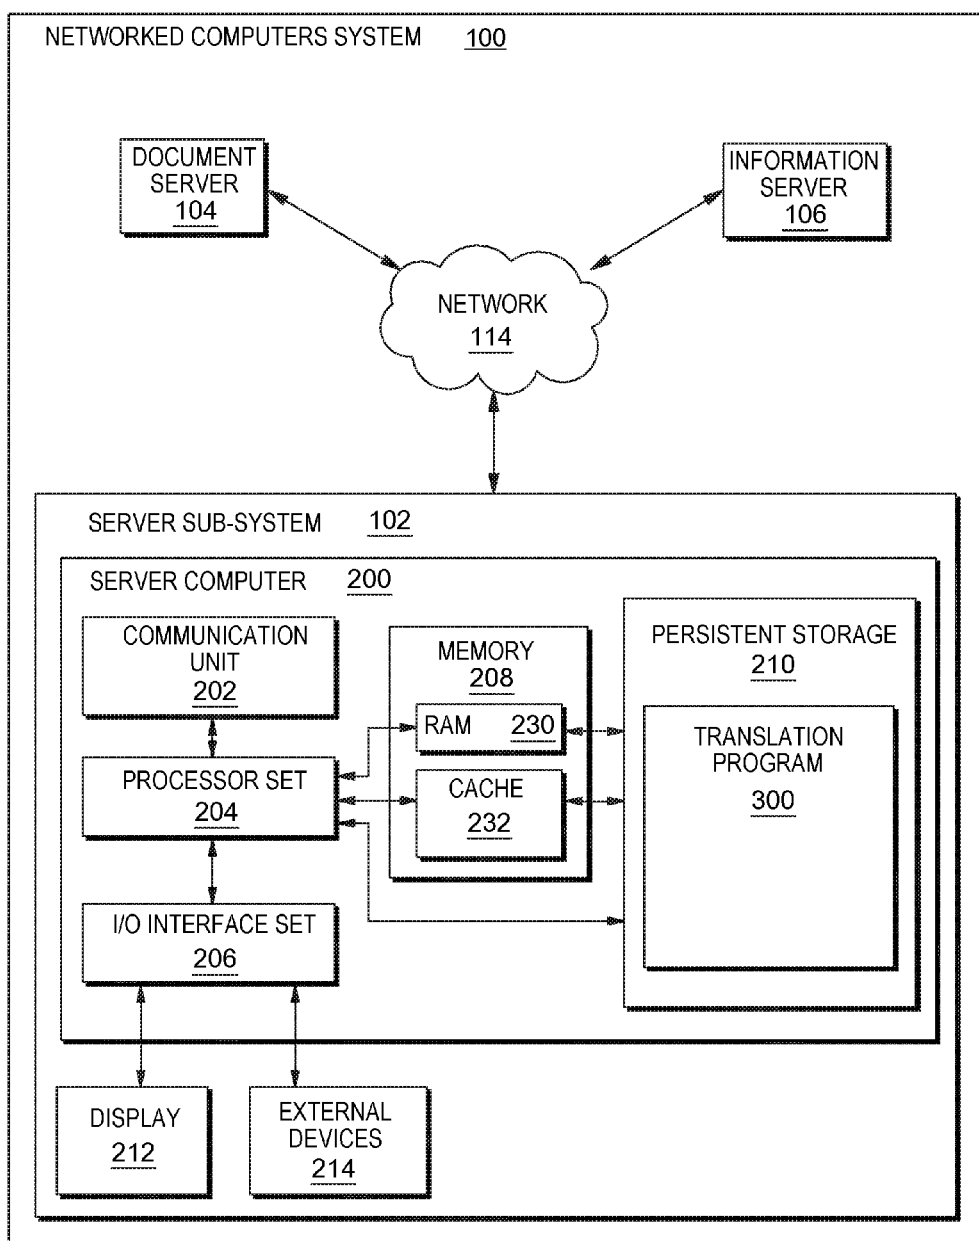 NETWORKED COMPUTERS SYSTEM 100
DOCUMENT
SERVER
104
INFORMATION
SERVER
106
NETWORK
114
SERVER SUB-SYSTEM 102
SERVER COMPUTER 200
COMMUNICATION
UNIT
202
PROCESSOR SET
204
I/O INTERFACE SET
206
MEMORY
208
RAM 230
CACHE
232
PERSISTENT STORAGE
210
TRANSLATION
PROGRAM
300
DISPLAY
212
EXTERNAL
DEVICES
214